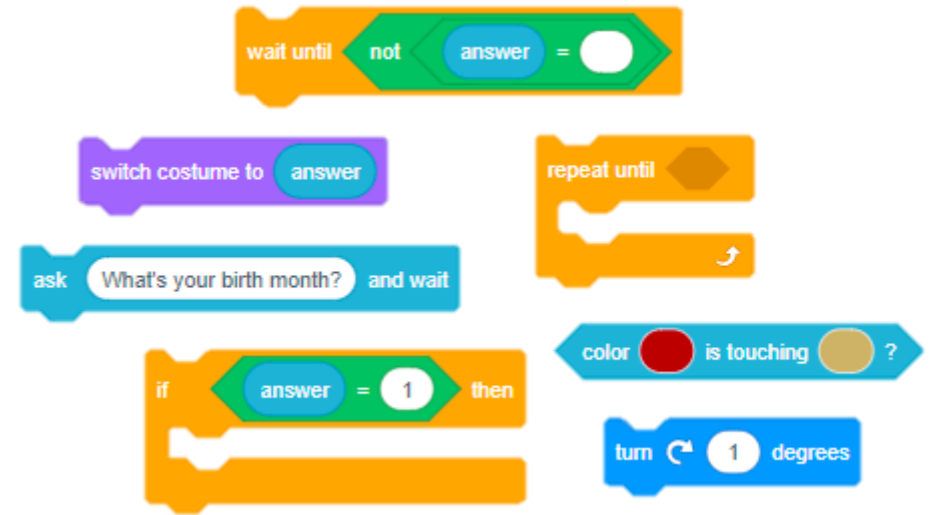 wait until not answer =
switch costume to answer
repeat until
ask What's your birth month? and wait
color is touching ?
if answer = 1 then
turn 1 degrees